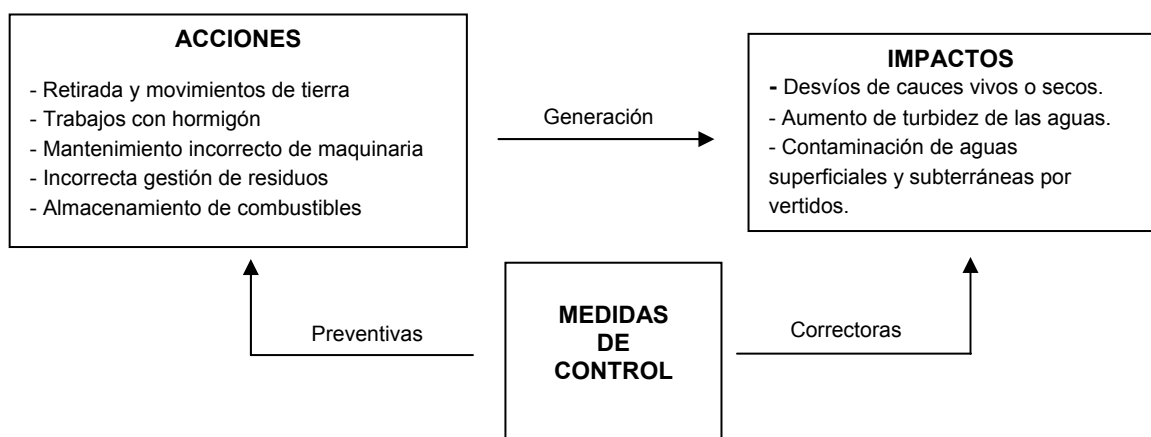 ACCIONES
- Retirada y movimientos de tierra
- Trabajos con hormigón
- Mantenimiento incorrecto de maquinaria
- Incorrecta gestión de residuos
- Almacenamiento de combustibles
Generación
IMPACTOS
- Desvíos de cauces vivos o secos.
- Aumento de turbidez de las aguas.
- Contaminación de aguas
superficiales y subterráneas por
vertidos.
Preventivas
MEDIDAS
DE
CONTROL
Correctoras